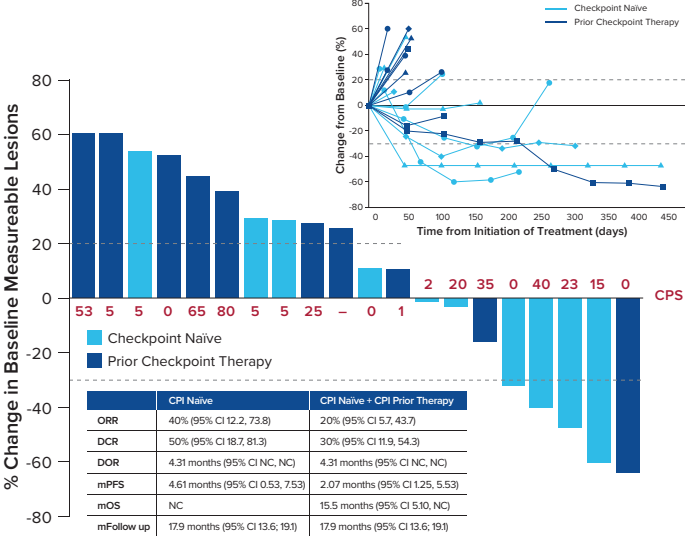 Checkpoint Naïve
Prior Checkpoint Therapy
Change from Baseline (%)
80
60
40
20
0
-20
-40
-60
-80
0 50 100 150 200 250 300 350 400 450
Time from Initiation of Treatment (days)
% Change in Baseline Measureable Lesions
80
60
40
20
0
-20
-40
-60
-80
2 20 35 0 40 23 15 0
CPS
53 5 5 0 65 80 5 5 25 – 0 1
Checkpoint Naïve
Prior Checkpoint Therapy
CPI Naïve CPI Naïve + CPI Prior Therapy
ORR 40% (95% CI 12.2, 73.8) 20% (95% CI 5.7, 43.7)
DCR 50% (95% CI 18.7, 81.3) 30% (95% CI 11.9, 54.3)
DOR 4.31 months (95% CI NC, NC) 4.31 months (95% CI NC, NC)
mPFS 4.61 months (95% CI 0.53, 7.53) 2.07 months (95% CI 1.25, 5.53)
mOS NC 15.5 months (95% CI 5.10, NC)
mFollow up 17.9 months (95% CI 13.6; 19.1) 17.9 months (95% CI 13.6; 19.1)